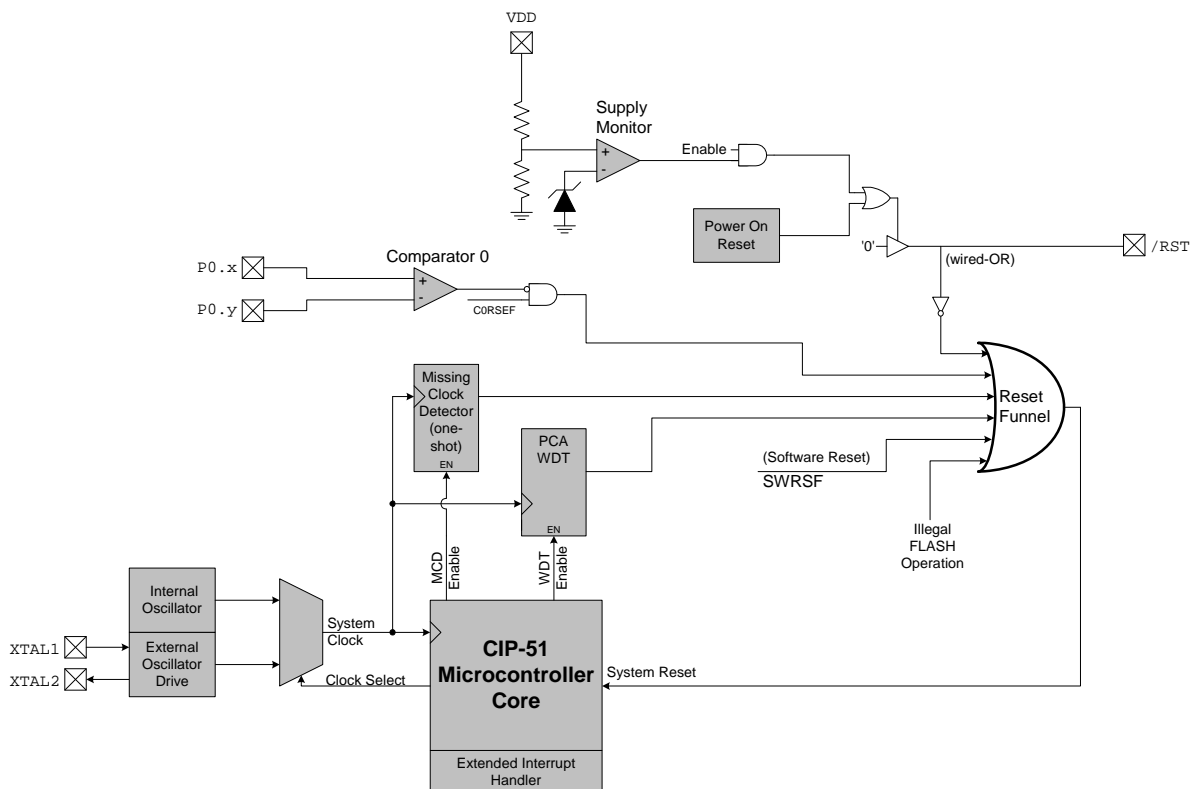 VDD
Supply
Monitor
+
-
Enable
Power On
Reset
'0'
/RST
(wired-OR)
P0.x
P0.y
Comparator 0
+
-
C0RSEF
Missing
Clock
Detector
(one-
shot)
EN
PCA
WDT
EN
Reset
Funnel
(Software Reset)
SWRSF
Illegal
FLASH
Operation
MCD
Enable
WDT
Enable
Internal
Oscillator
External
Oscillator
Drive
XTAL1
XTAL2
System
Clock
Clock Select
CIP-51
Microcontroller
Core
System Reset
Extended Interrupt
Handler